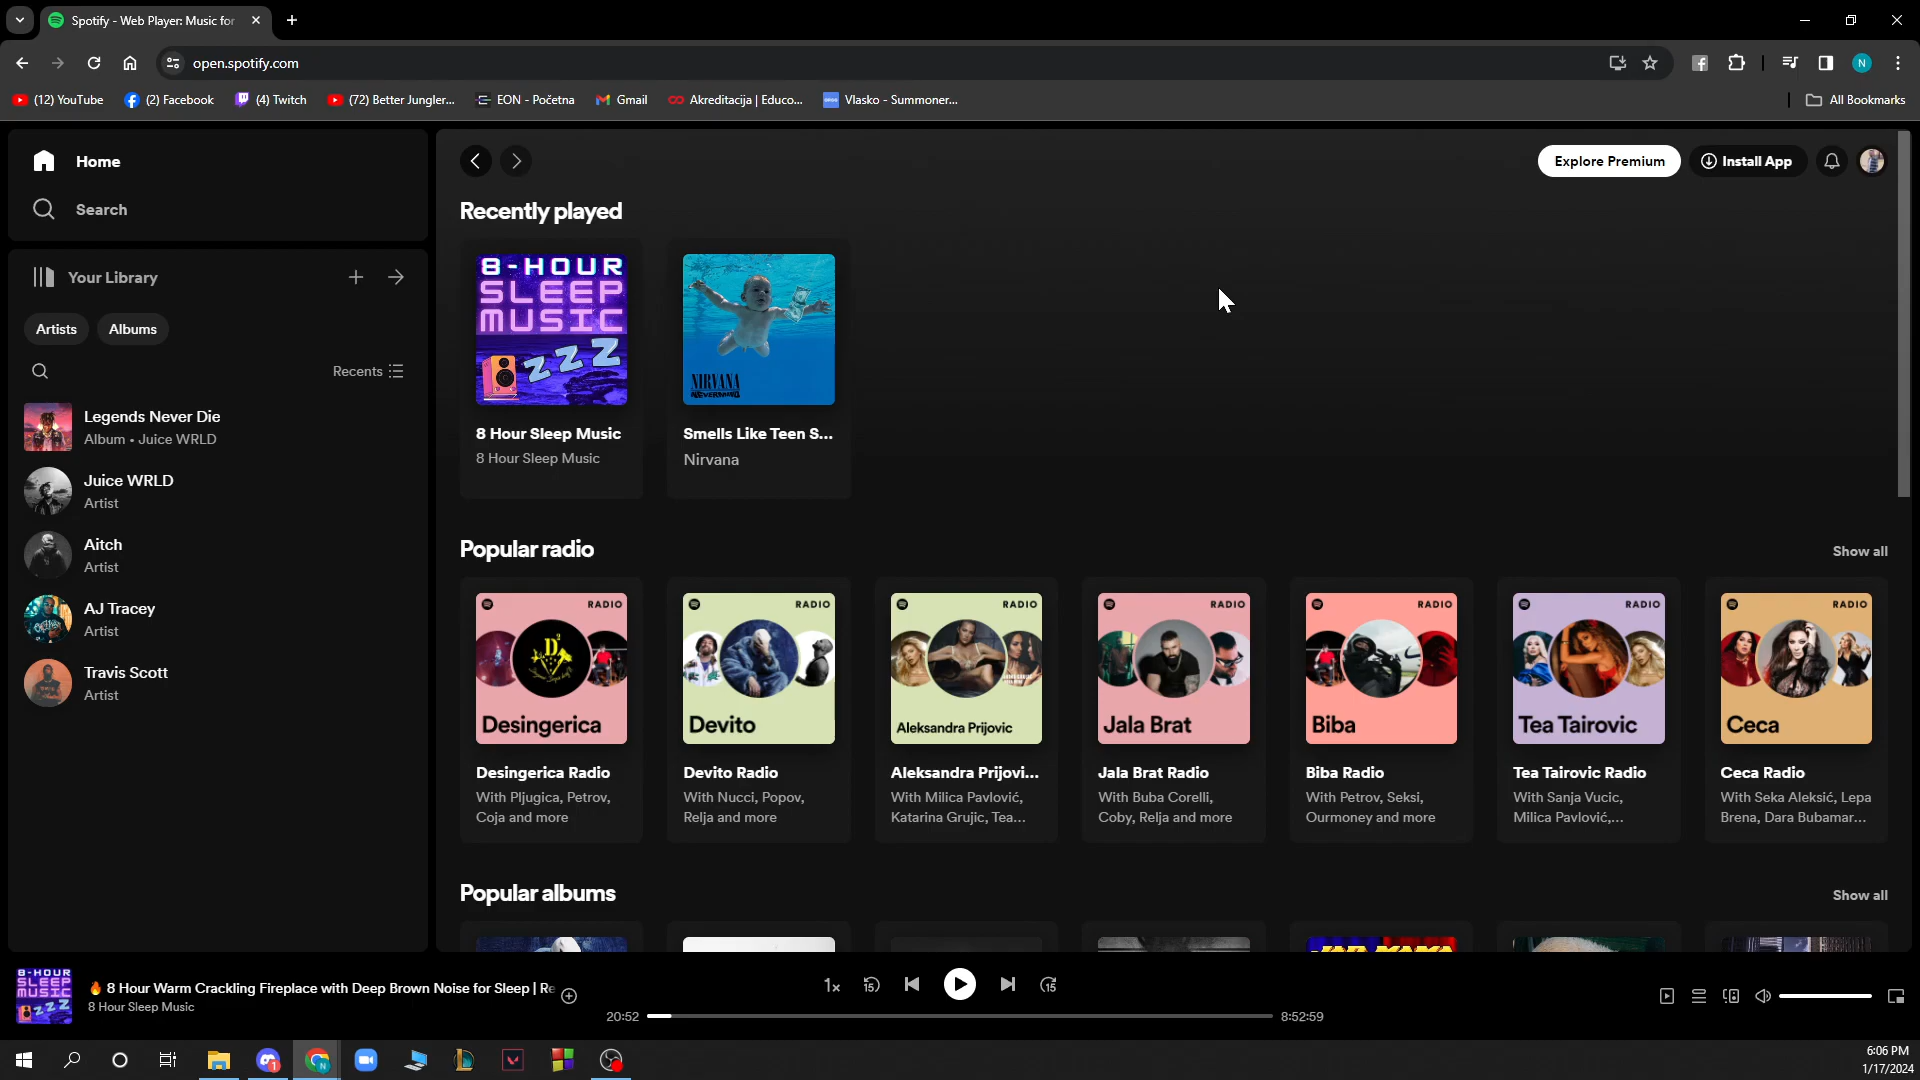 Spotify - Web Player: Music for
open.spotify.com
(12) YouTube
(2) Facebook
(4) Twitch
(72) Better Jungler...
EON - Početna
Gmail
Akreditacija | Educo...
Vlasko - Summoner...
All Bookmarks
Home
Search
Your Library
Artists
Albums
Recents
Legends Never Die
Album • Juice WRLD
Juice WRLD
Artist
Aitch
Artist
AJ Tracey
Artist
Travis Scott
Artist
Explore Premium
Install App
Recently played
8-HOUR
SLEEP
MUSIC
ZZZ
8 Hour Sleep Music
8 Hour Sleep Music
NIRVANA
NEVERMIND
Smells Like Teen S...
Nirvana
Popular radio
Show all
RADIO
Desingerica
Desingerica Radio
With Pljugica, Petrov,
Coja and more
RADIO
Devito
Devito Radio
With Nucci, Popov,
Relja and more
RADIO
Aleksandra Prijovic
Aleksandra Prijovi...
With Milica Pavlović,
Katarina Grujic, Tea...
RADIO
Jala Brat
Jala Brat Radio
With Buba Corelli,
Coby, Relja and more
RADIO
Biba
Biba Radio
With Petrov, Seksi,
Ourmoney and more
RADIO
Tea Tairovic
Tea Tairovic Radio
With Sanja Vucic,
Milica Pavlović,...
RADIO
Ceca
Ceca Radio
With Seka Aleksić, Lepa
Brena, Dara Bubamar...
Popular albums
Show all
8-HOUR
SLEEP
MUSIC
ZZZ
8 Hour Warm Crackling Fireplace with Deep Brown Noise for Sleep | Re
8 Hour Sleep Music
1x
15
15
20:52
8:52:59
6:06 PM
1/17/2024